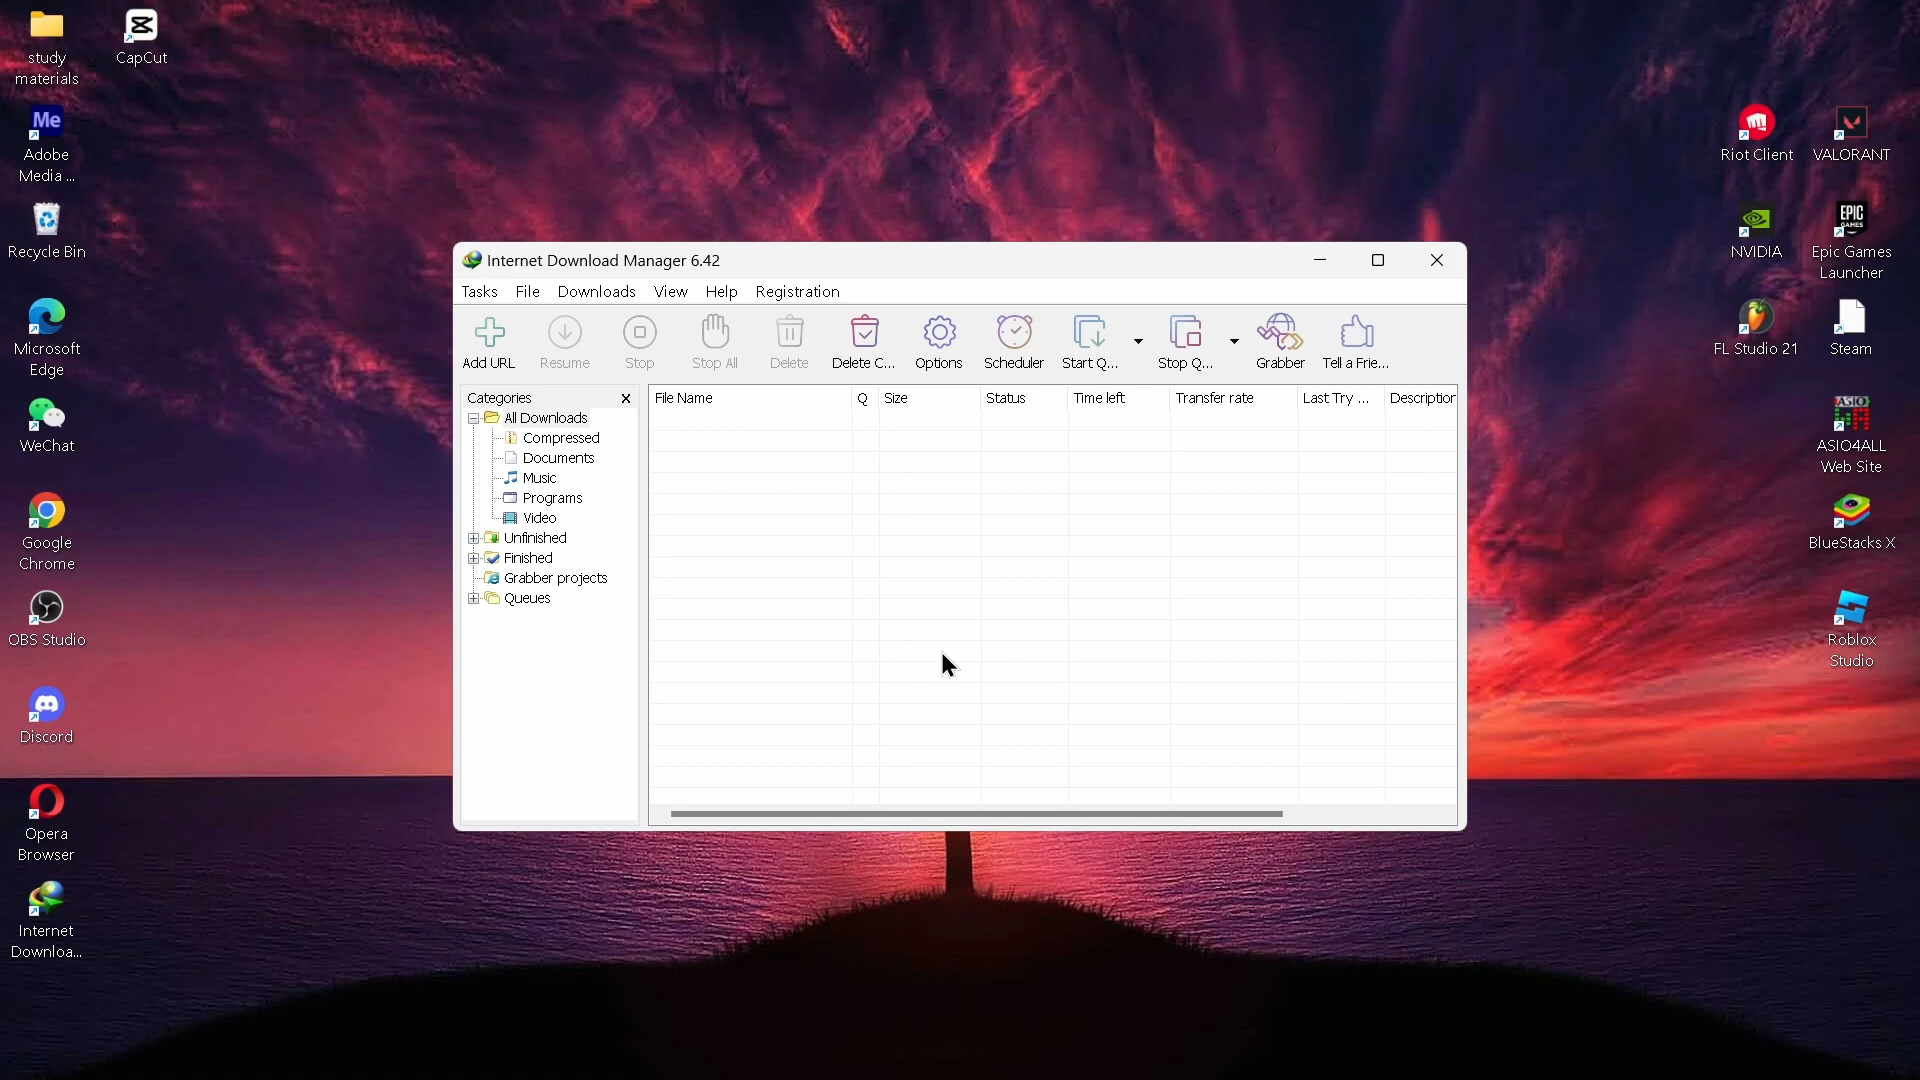 study
materials
CapCut
Me
Adobe
Media ...
Recycle Bin
Microsoft
Edge
WeChat
Google
Chrome
OBS Studio
Discord
Opera
Browser
Internet
Downloa...
Internet Download Manager 6.42
Tasks File Downloads View Help Registration
Add URL Resume Stop Stop All Delete Delete C... Options Scheduler Start Q... Stop Q... Grabber Tell a Frie...
Categories
All Downloads
Compressed
Documents
Music
Programs
Video
Unfinished
Finished
Grabber projects
Queues
File Name Q Size Status Time left Transfer rate Last Try ... Description
Riot Client
VALORANT
NVIDIA
EPIC
GAMES
Epic Games
Launcher
FL Studio 21
Steam
ASIO
ASIO4ALL
Web Site
BlueStacks X
Roblox
Studio